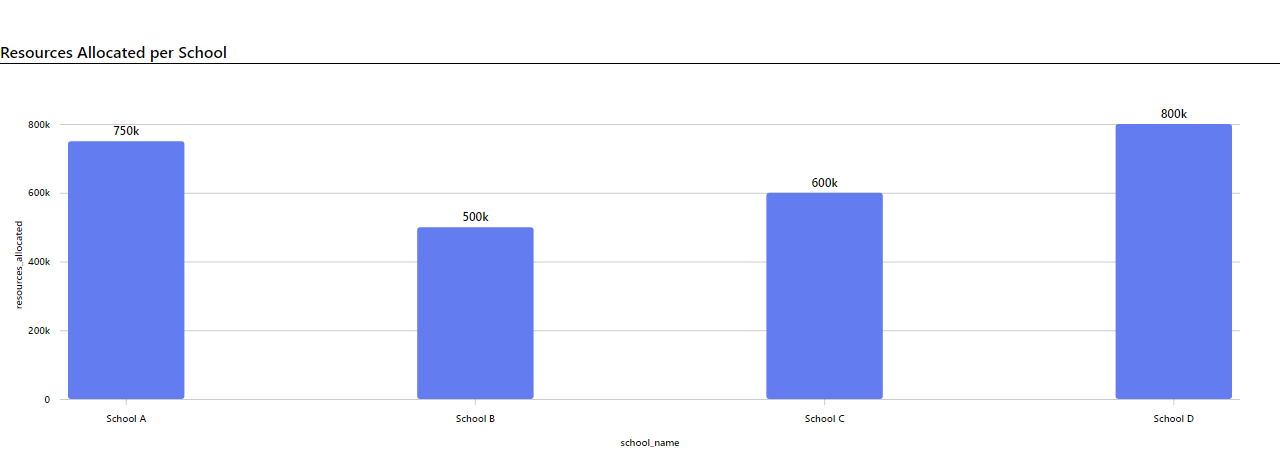 Resources Allocated per School
800k
750k
800k
600k
600k
500k
400k
200k
0
resources_allocated
School A
School B
School C
School D
school_name